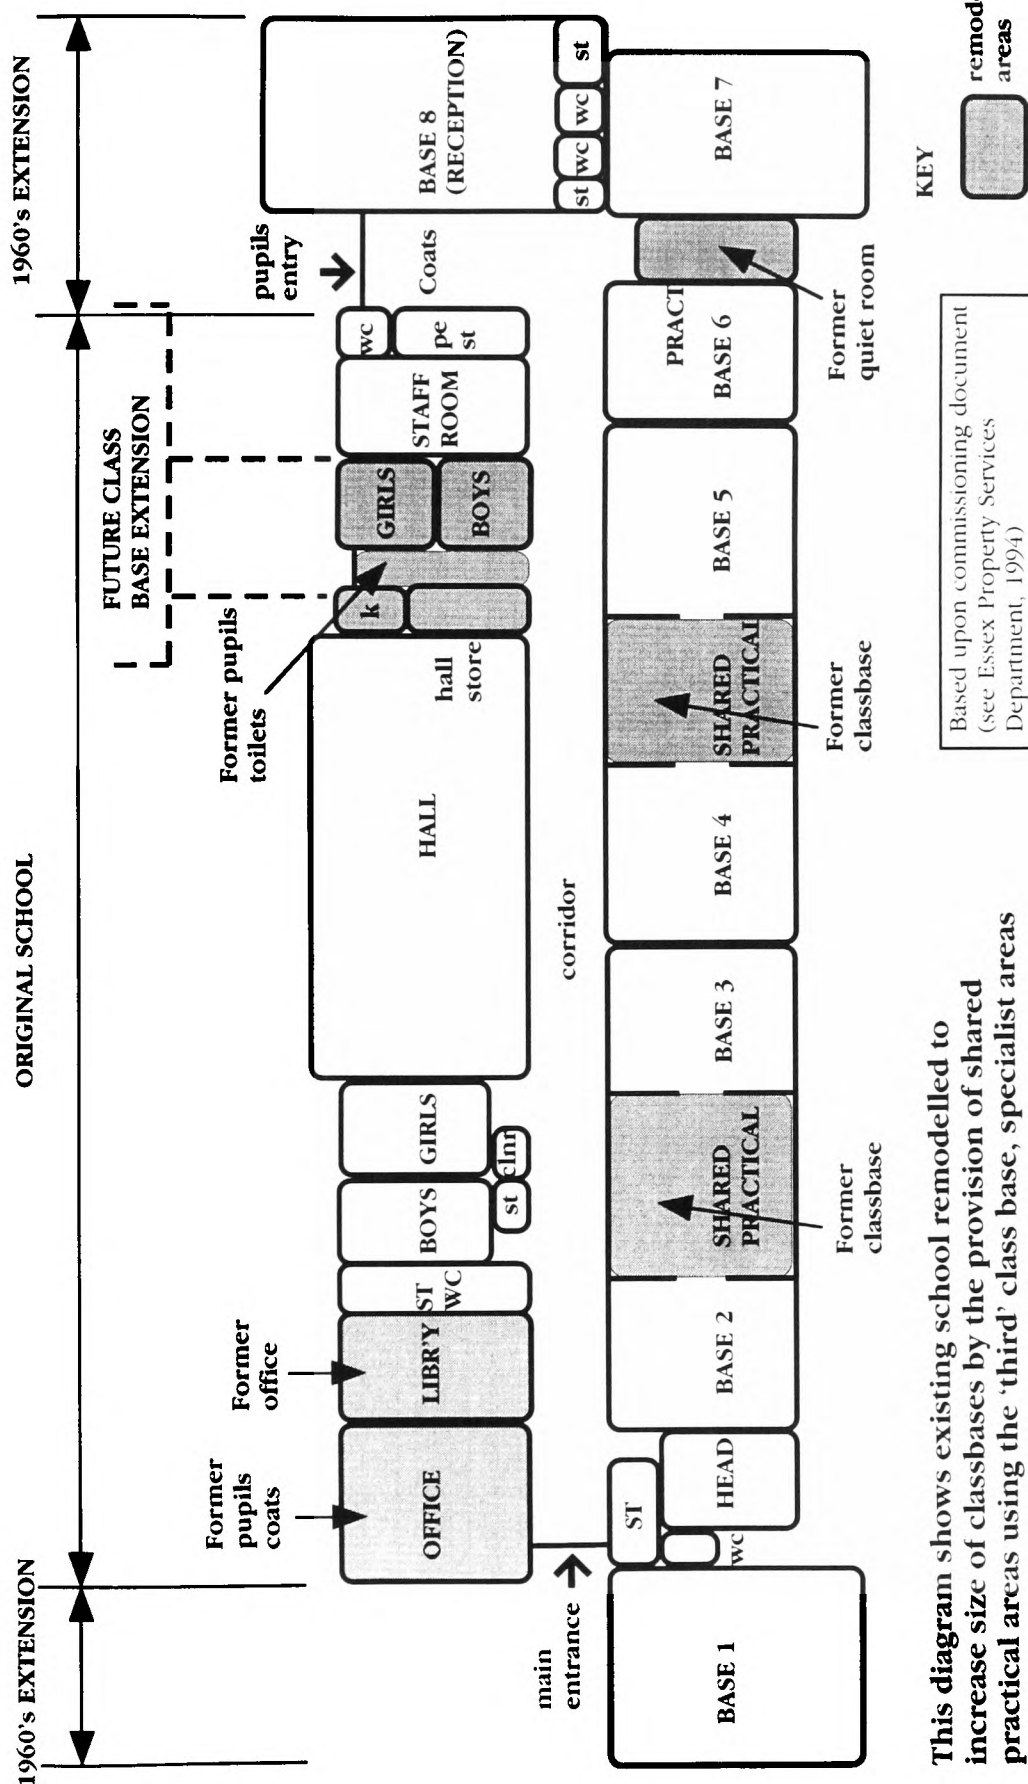 1960's EXTENSION
ORIGINAL SCHOOL
1960's EXTENSION
FUTURE CLASS
BASE EXTENSION
Former
pupils
coats
Former
office
Former pupils
toilets
pupils
entry
OFFICE
LIBR'Y
ST
WC
BOYS
GIRLS
st
clnr
HALL
hall
store
k
GIRLS
BOYS
STAFF
ROOM
wc
pe
st
Coats
BASE 8
(RECEPTION)
st
wc
wc
st
main
entrance
corridor
BASE 1
ST
wc
HEAD
BASE 2
SHARED
PRACTICAL
BASE 3
BASE 4
SHARED
PRACTICAL
BASE 5
PRACT
BASE 6
BASE 7
Former
classbase
Former
classbase
Former
quiet room
This diagram shows existing school remodelled to
increase size of classbases by the provision of shared
practical areas using the 'third' class base, specialist areas
Based upon commissioning document
(see Essex Property Services
Department, 1994)
KEY
remod
areas